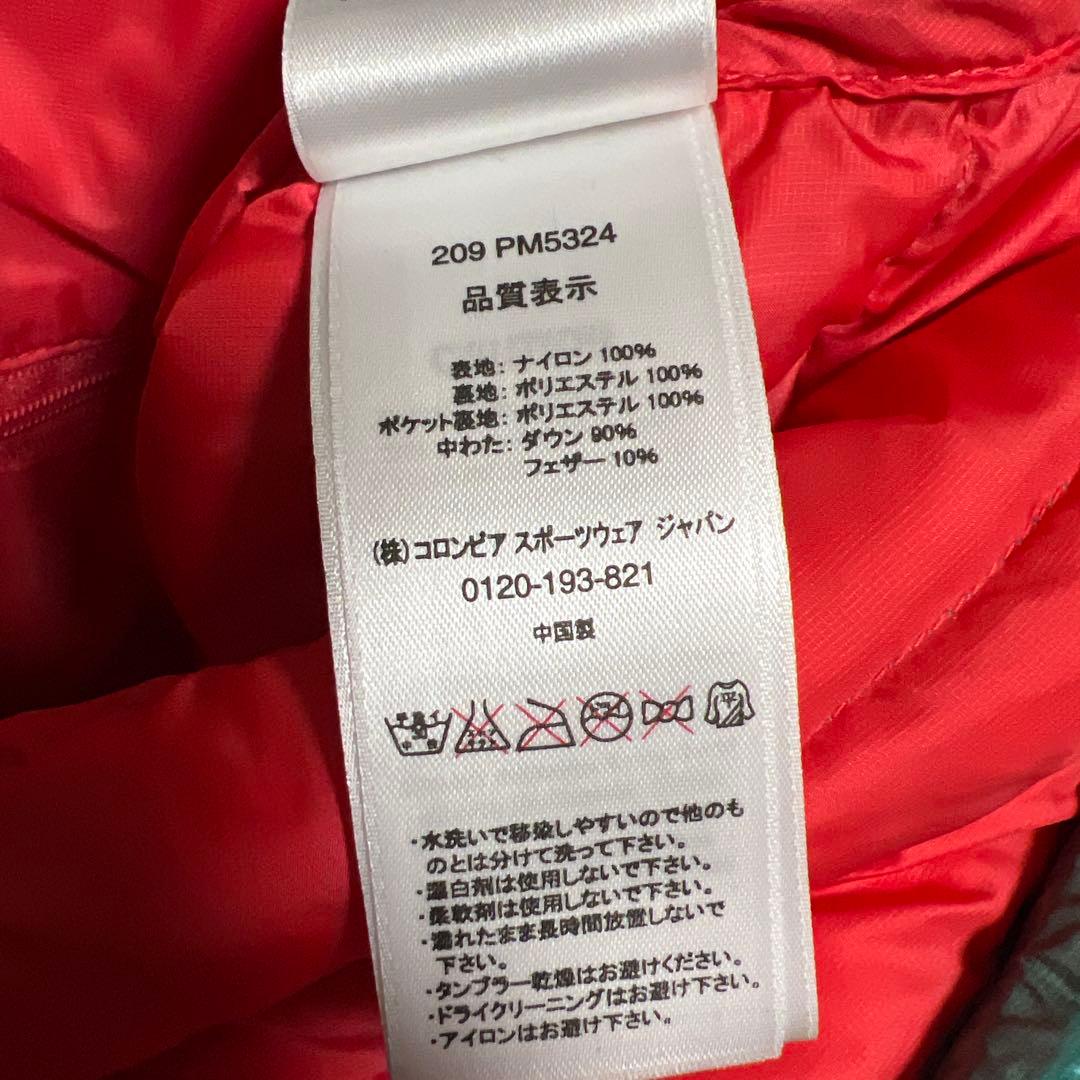 209 PM5324
品質表示
表地: ナイロン 100%
裏地: ポリエステル 100%
ポケット裏地: ポリエステル 100%
中わた: ダウン 90%
フェザー 10%
(株)コロンビア スポーツウェア ジャパン
0120-193-821
中国製
平
・水洗いで移染しやすいので他のも
のとは分けて洗って下さい。
・漂白剤は使用しないで下さい。
・柔軟剤は使用しないで下さい。
・濡れたまま長時間放置しないで
下さい。
・タンブラー乾燥はお避けください。
・ドライクリーニングはお避け下さい。
・アイロンはお避け下さい。